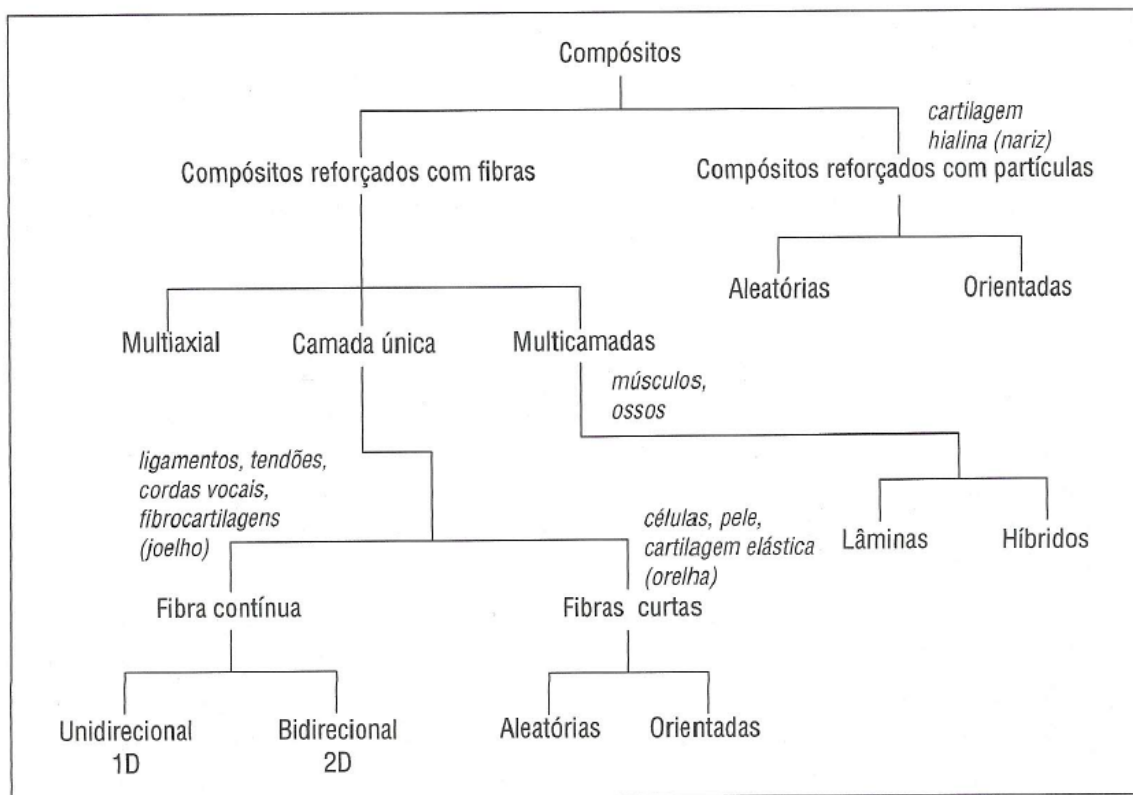 Compósitos
cartilagem
hialina (nariz)
Compósitos reforçados com fibras
Compósitos reforçados com partículas
Aleatórias
Orientadas
Multiaxial
Camada única
Multicamadas
músculos,
ossos
ligamentos, tendões,
cordas vocais,
fibrocartilagens
(joelho)
células, pele,
cartilagem elástica
(orelha)
Lâminas
Híbridos
Fibra contínua
Fibras curtas
Unidirecional
1D
Bidirecional
2D
Aleatórias
Orientadas